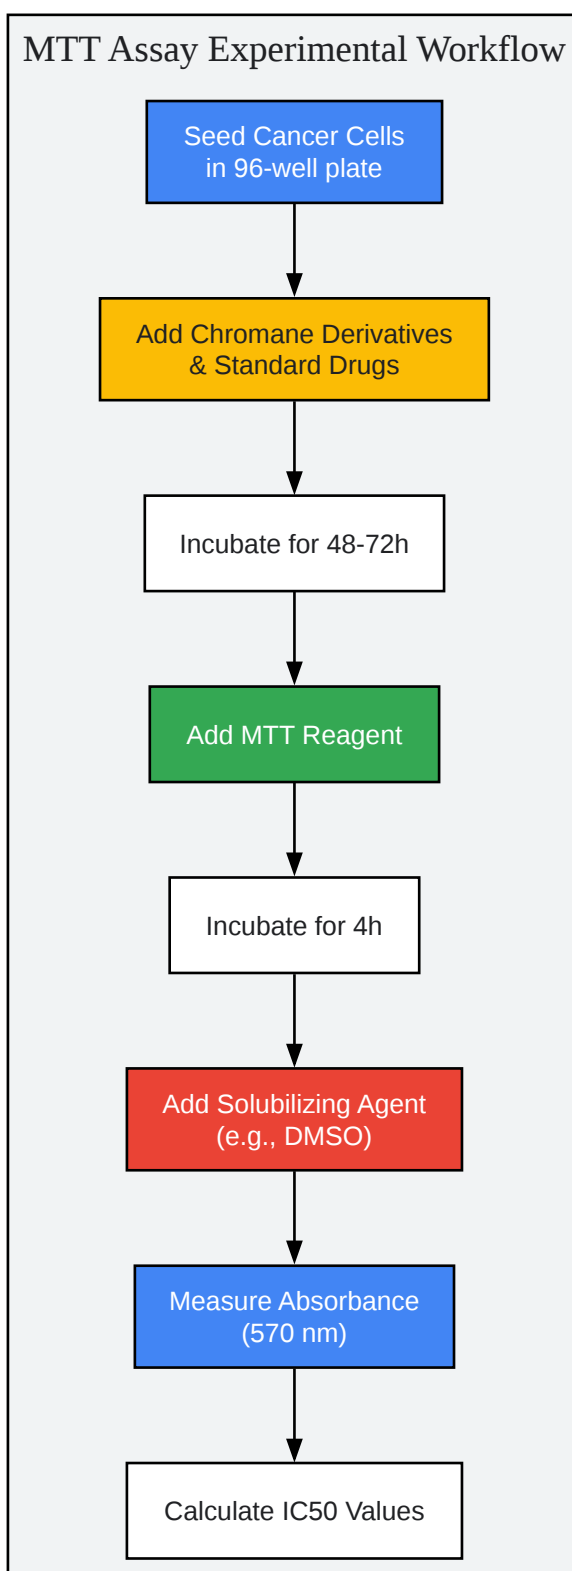 MTT Assay Experimental Workflow
Seed Cancer Cells
in 96-well plate
Add Chromane Derivatives
& Standard Drugs
Incubate for 48-72h
Add MTT Reagent
Incubate for 4h
Add Solubilizing Agent
(e.g., DMSO)
Measure Absorbance
(570 nm)
Calculate IC50 Values